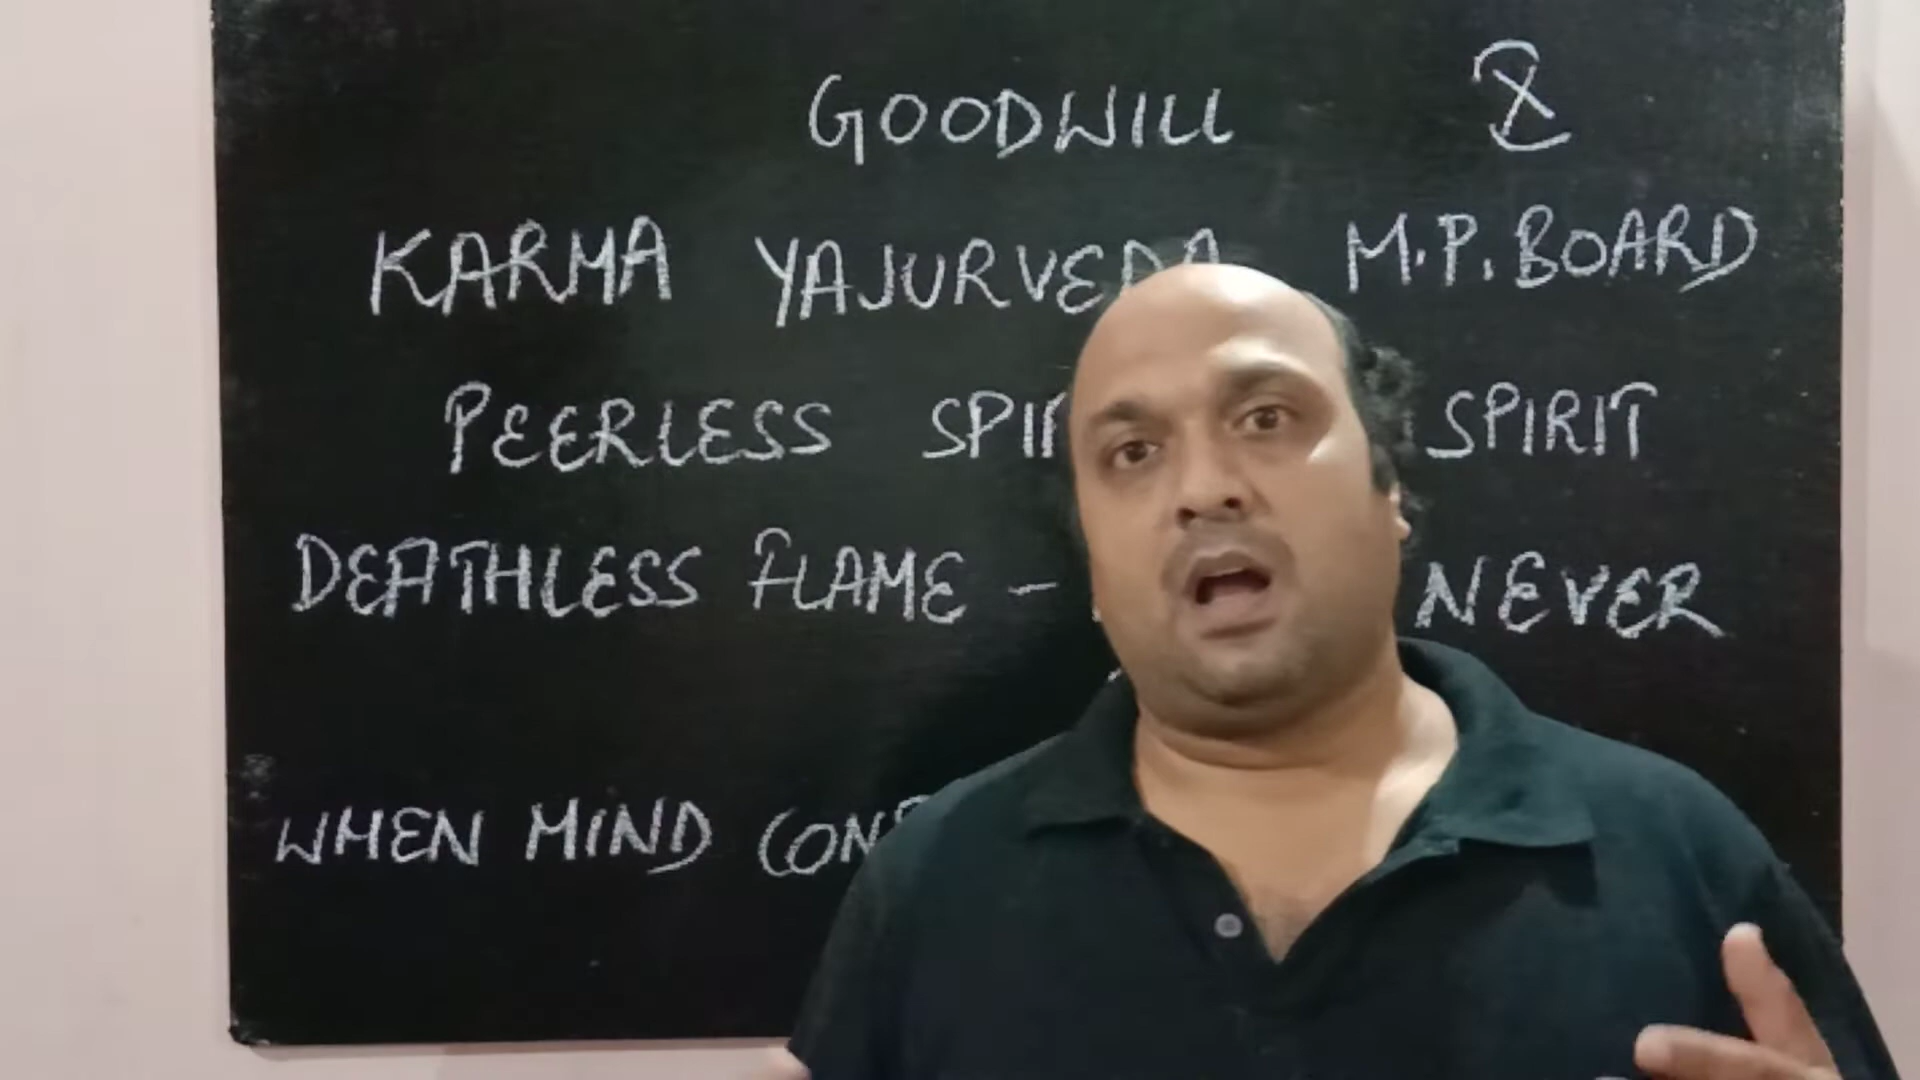 GOODWILL X
KARMA YAJURVEDA M.P. BOARD
PEERLESS SPIRIT
DEATHLESS FLAME - NEVER
WHEN MIND